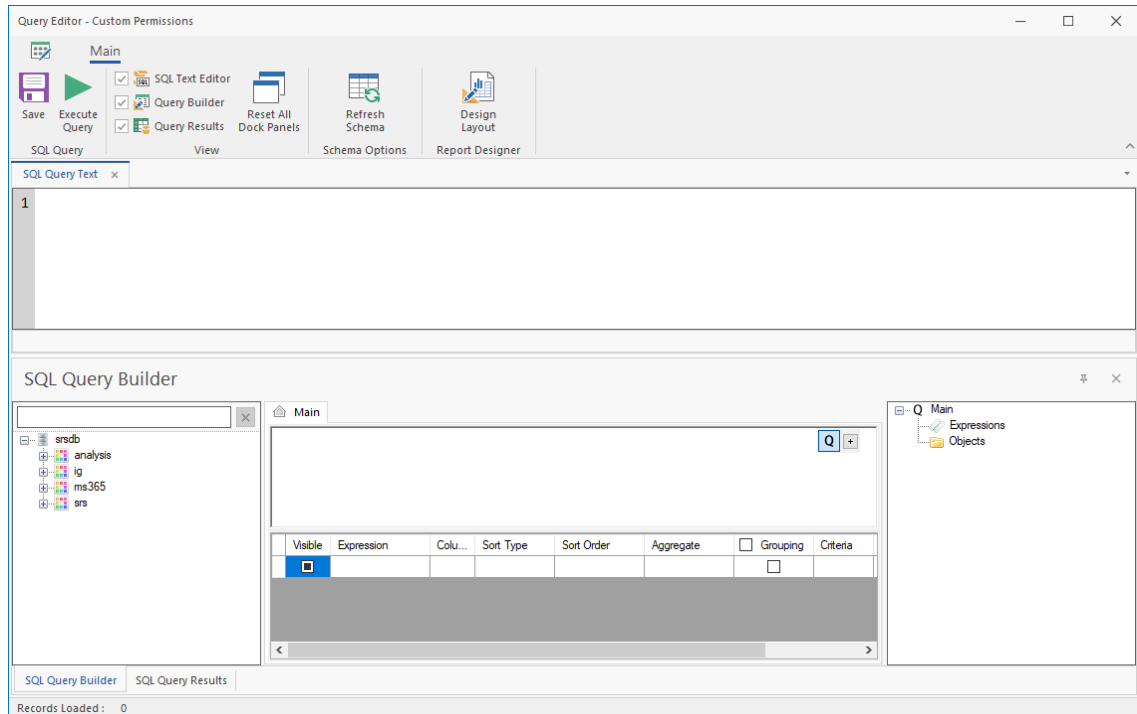 Query Editor - Custom Permissions
Main
Save
Execute Query
SQL Text Editor
Query Builder
Query Results
Reset All Dock Panels
Refresh Schema
Design Layout
SQL Query
View
Schema Options
Report Designer
SQL Query Text
1
SQL Query Builder
Main
srsdb
analysis
ig
ms365
srs
Q
Visible Expression Colu... Sort Type Sort Order Aggregate Grouping Criteria
Q Main
Expressions
Objects
SQL Query Builder SQL Query Results
Records Loaded : 0